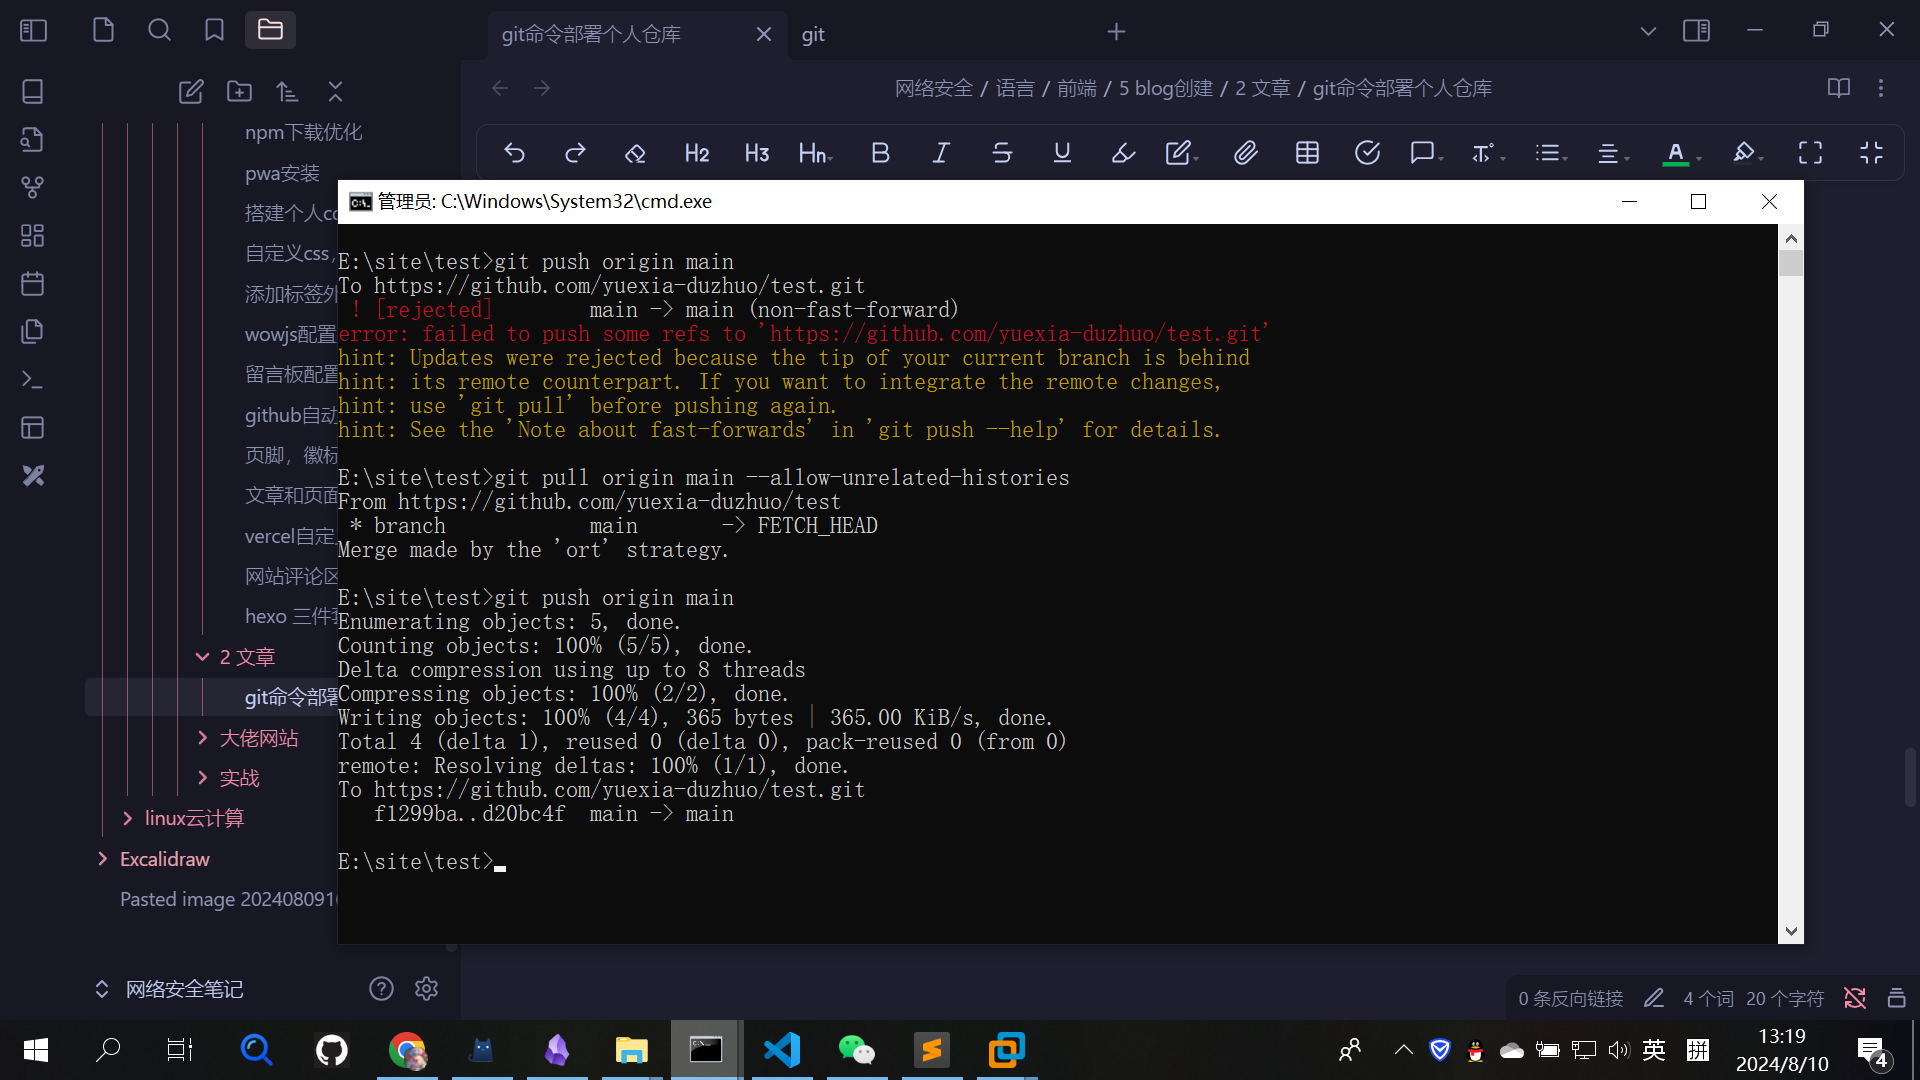 git命令部署个人仓库
git
网络安全 / 语言 / 前端 / 5 blog创建 / 2 文章 / git命令部署个人仓库
H2 H3 Hn B I S U A
npm下载优化
pwa安装
搭建个人
自定义css,
添加标签外
wowjs配置
留言板配置
github自动
页脚，徽标
文章和页面
vercel自定
网站评论区
hexo 三件
2 文章
git命令部署
大佬网站
实战
linux云计算
Excalidraw
Pasted image 20240809
网络安全笔记
管理员: C:\Windows\System32\cmd.exe
E:\site\test>git push origin main
To https://github.com/yuexia-duzhuo/test.git
 ! [rejected]        main -> main (non-fast-forward)
error: failed to push some refs to 'https://github.com/yuexia-duzhuo/test.git'
hint: Updates were rejected because the tip of your current branch is behind
hint: its remote counterpart. If you want to integrate the remote changes,
hint: use 'git pull' before pushing again.
hint: See the 'Note about fast-forwards' in 'git push --help' for details.
E:\site\test>git pull origin main --allow-unrelated-histories
From https://github.com/yuexia-duzhuo/test
 * branch            main       -> FETCH_HEAD
Merge made by the 'ort' strategy.
E:\site\test>git push origin main
Enumerating objects: 5, done.
Counting objects: 100% (5/5), done.
Delta compression using up to 8 threads
Compressing objects: 100% (2/2), done.
Writing objects: 100% (4/4), 365 bytes | 365.00 KiB/s, done.
Total 4 (delta 1), reused 0 (delta 0), pack-reused 0 (from 0)
remote: Resolving deltas: 100% (1/1), done.
To https://github.com/yuexia-duzhuo/test.git
   f1299ba..d20bc4f  main -> main
E:\site\test>
0 条反向链接 4 个词 20 个字符
英 拼
13:19
2024/8/10
4